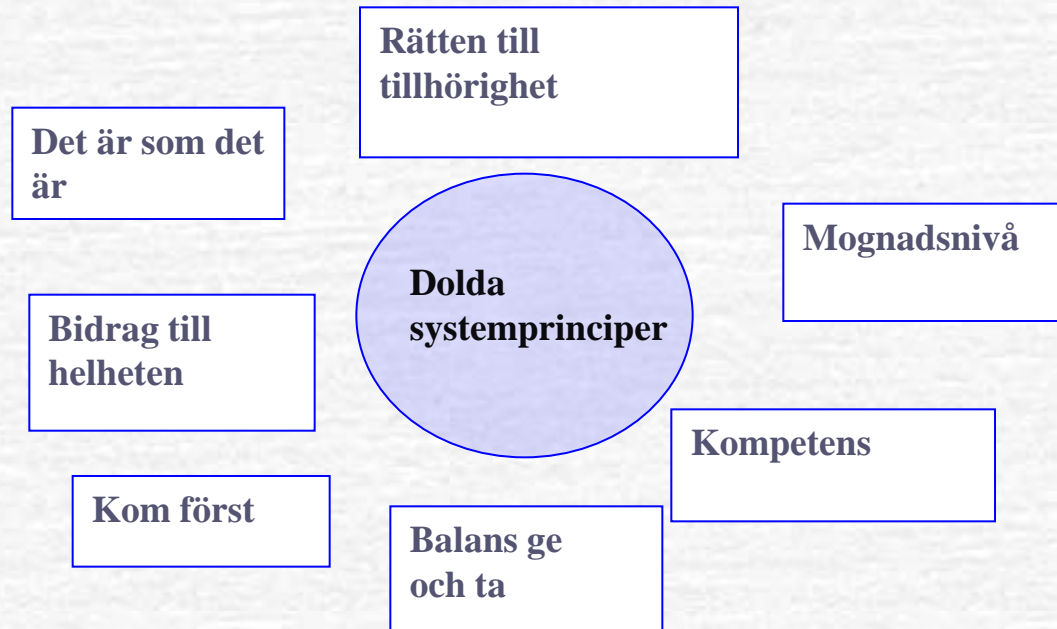 Rätten till
tillhörighet
Det är som det
är
Mognadsnivå
Dolda
systemprinciper
Bidrag till
helheten
Kompetens
Kom först
Balans ge
och ta